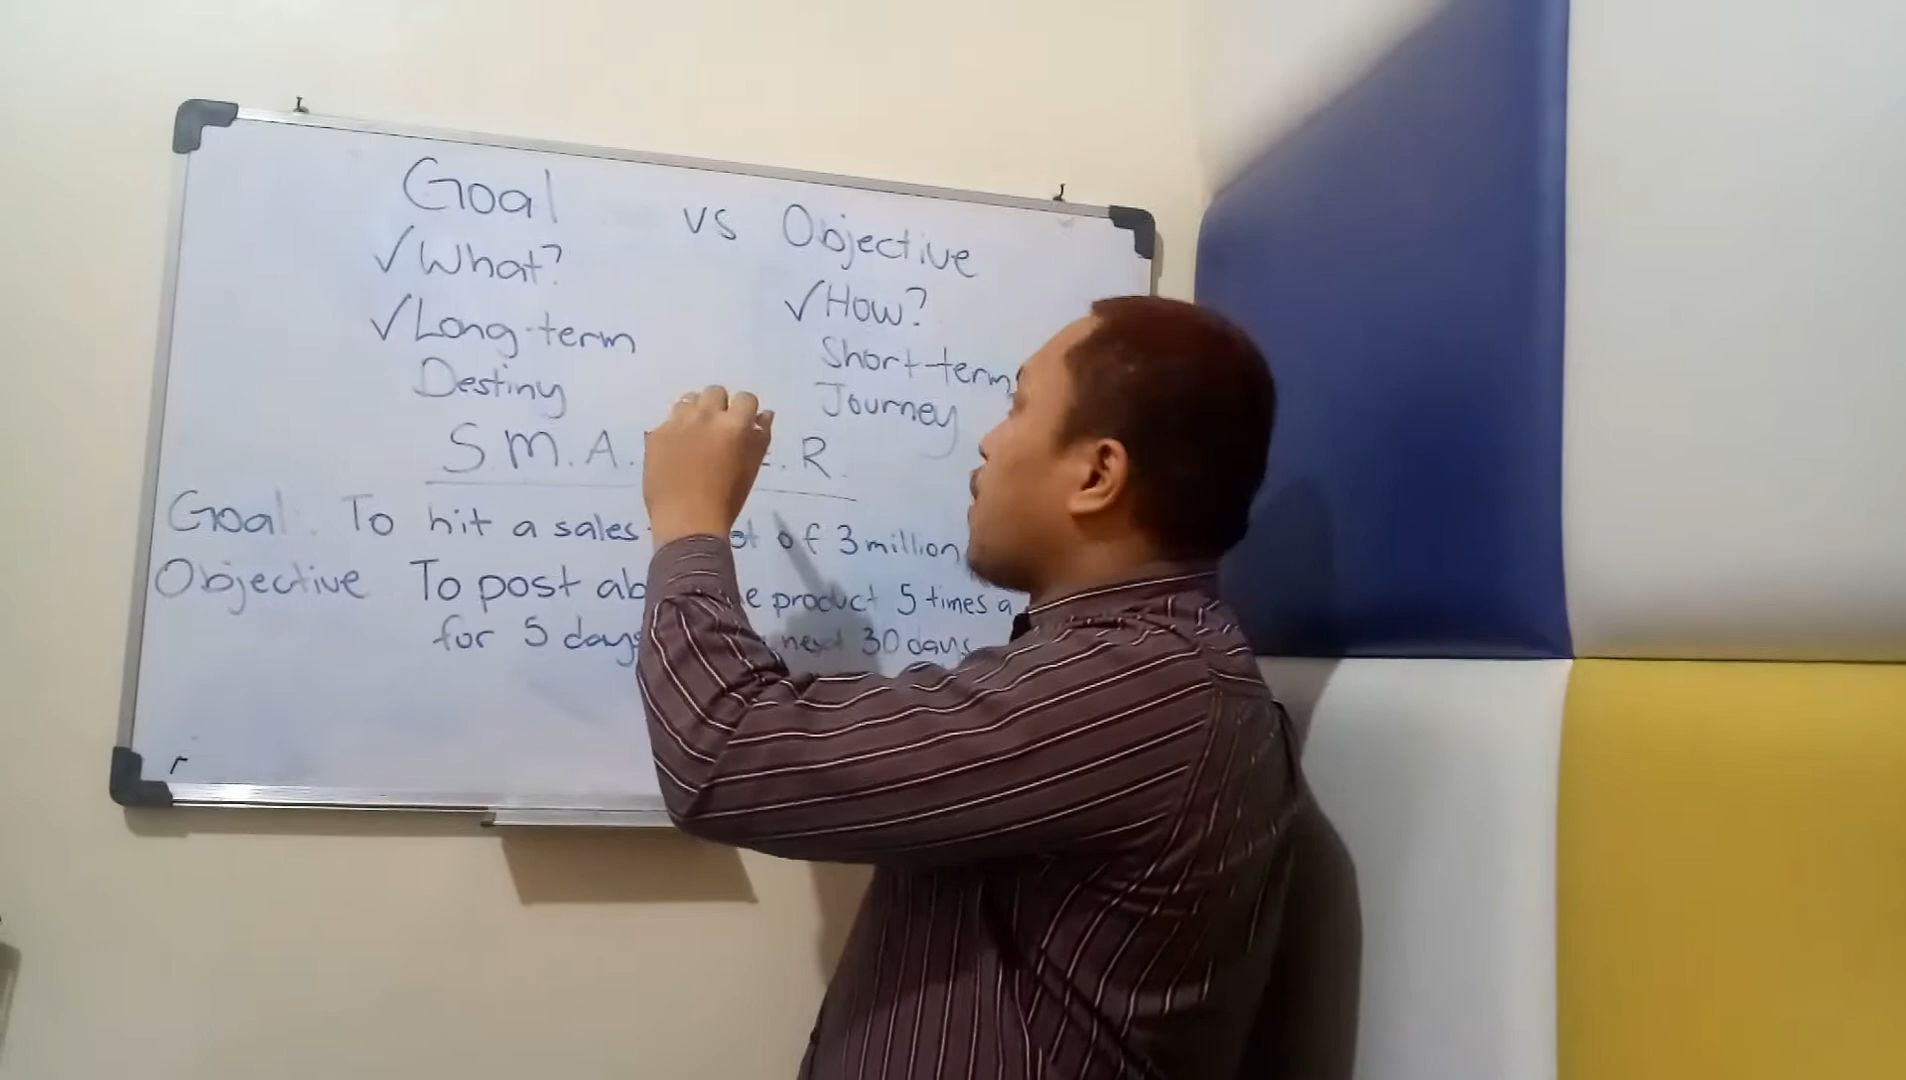 Goal vs Objective
✓What? ✓How?
✓Long-term Short-term
Destiny Journey
S.M.A. .R.
Goal: To hit a sales of 3 million
Objective To post product 5 times a
for 5 days next 30 days